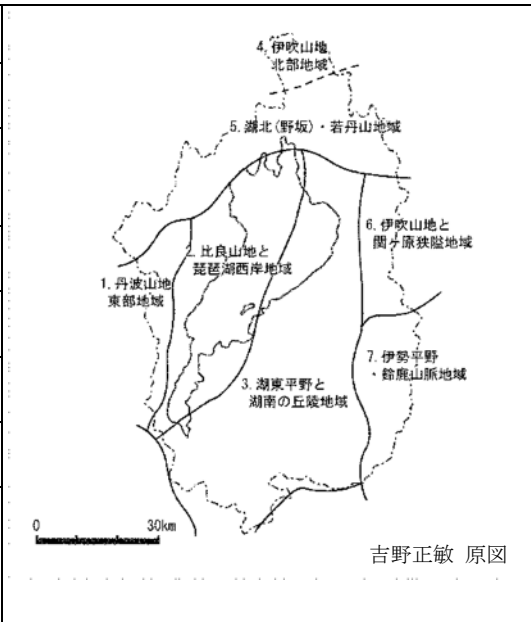 4. 伊吹山地
北部地域
5. 湖北(野坂)・若丹山地域
6. 伊吹山地と
関ヶ原狭隘地域
2. 比良山地と
琵琶湖西岸地域
1. 丹波山地
東部地域
7. 伊勢平野
・鈴鹿山脈地域
3. 湖東平野と
湖南の丘陵地域
0 30km
吉野正敏 原図